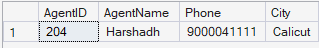 AgentID AgentName Phone City
1 204 Harshadh 9000041111 Calicut